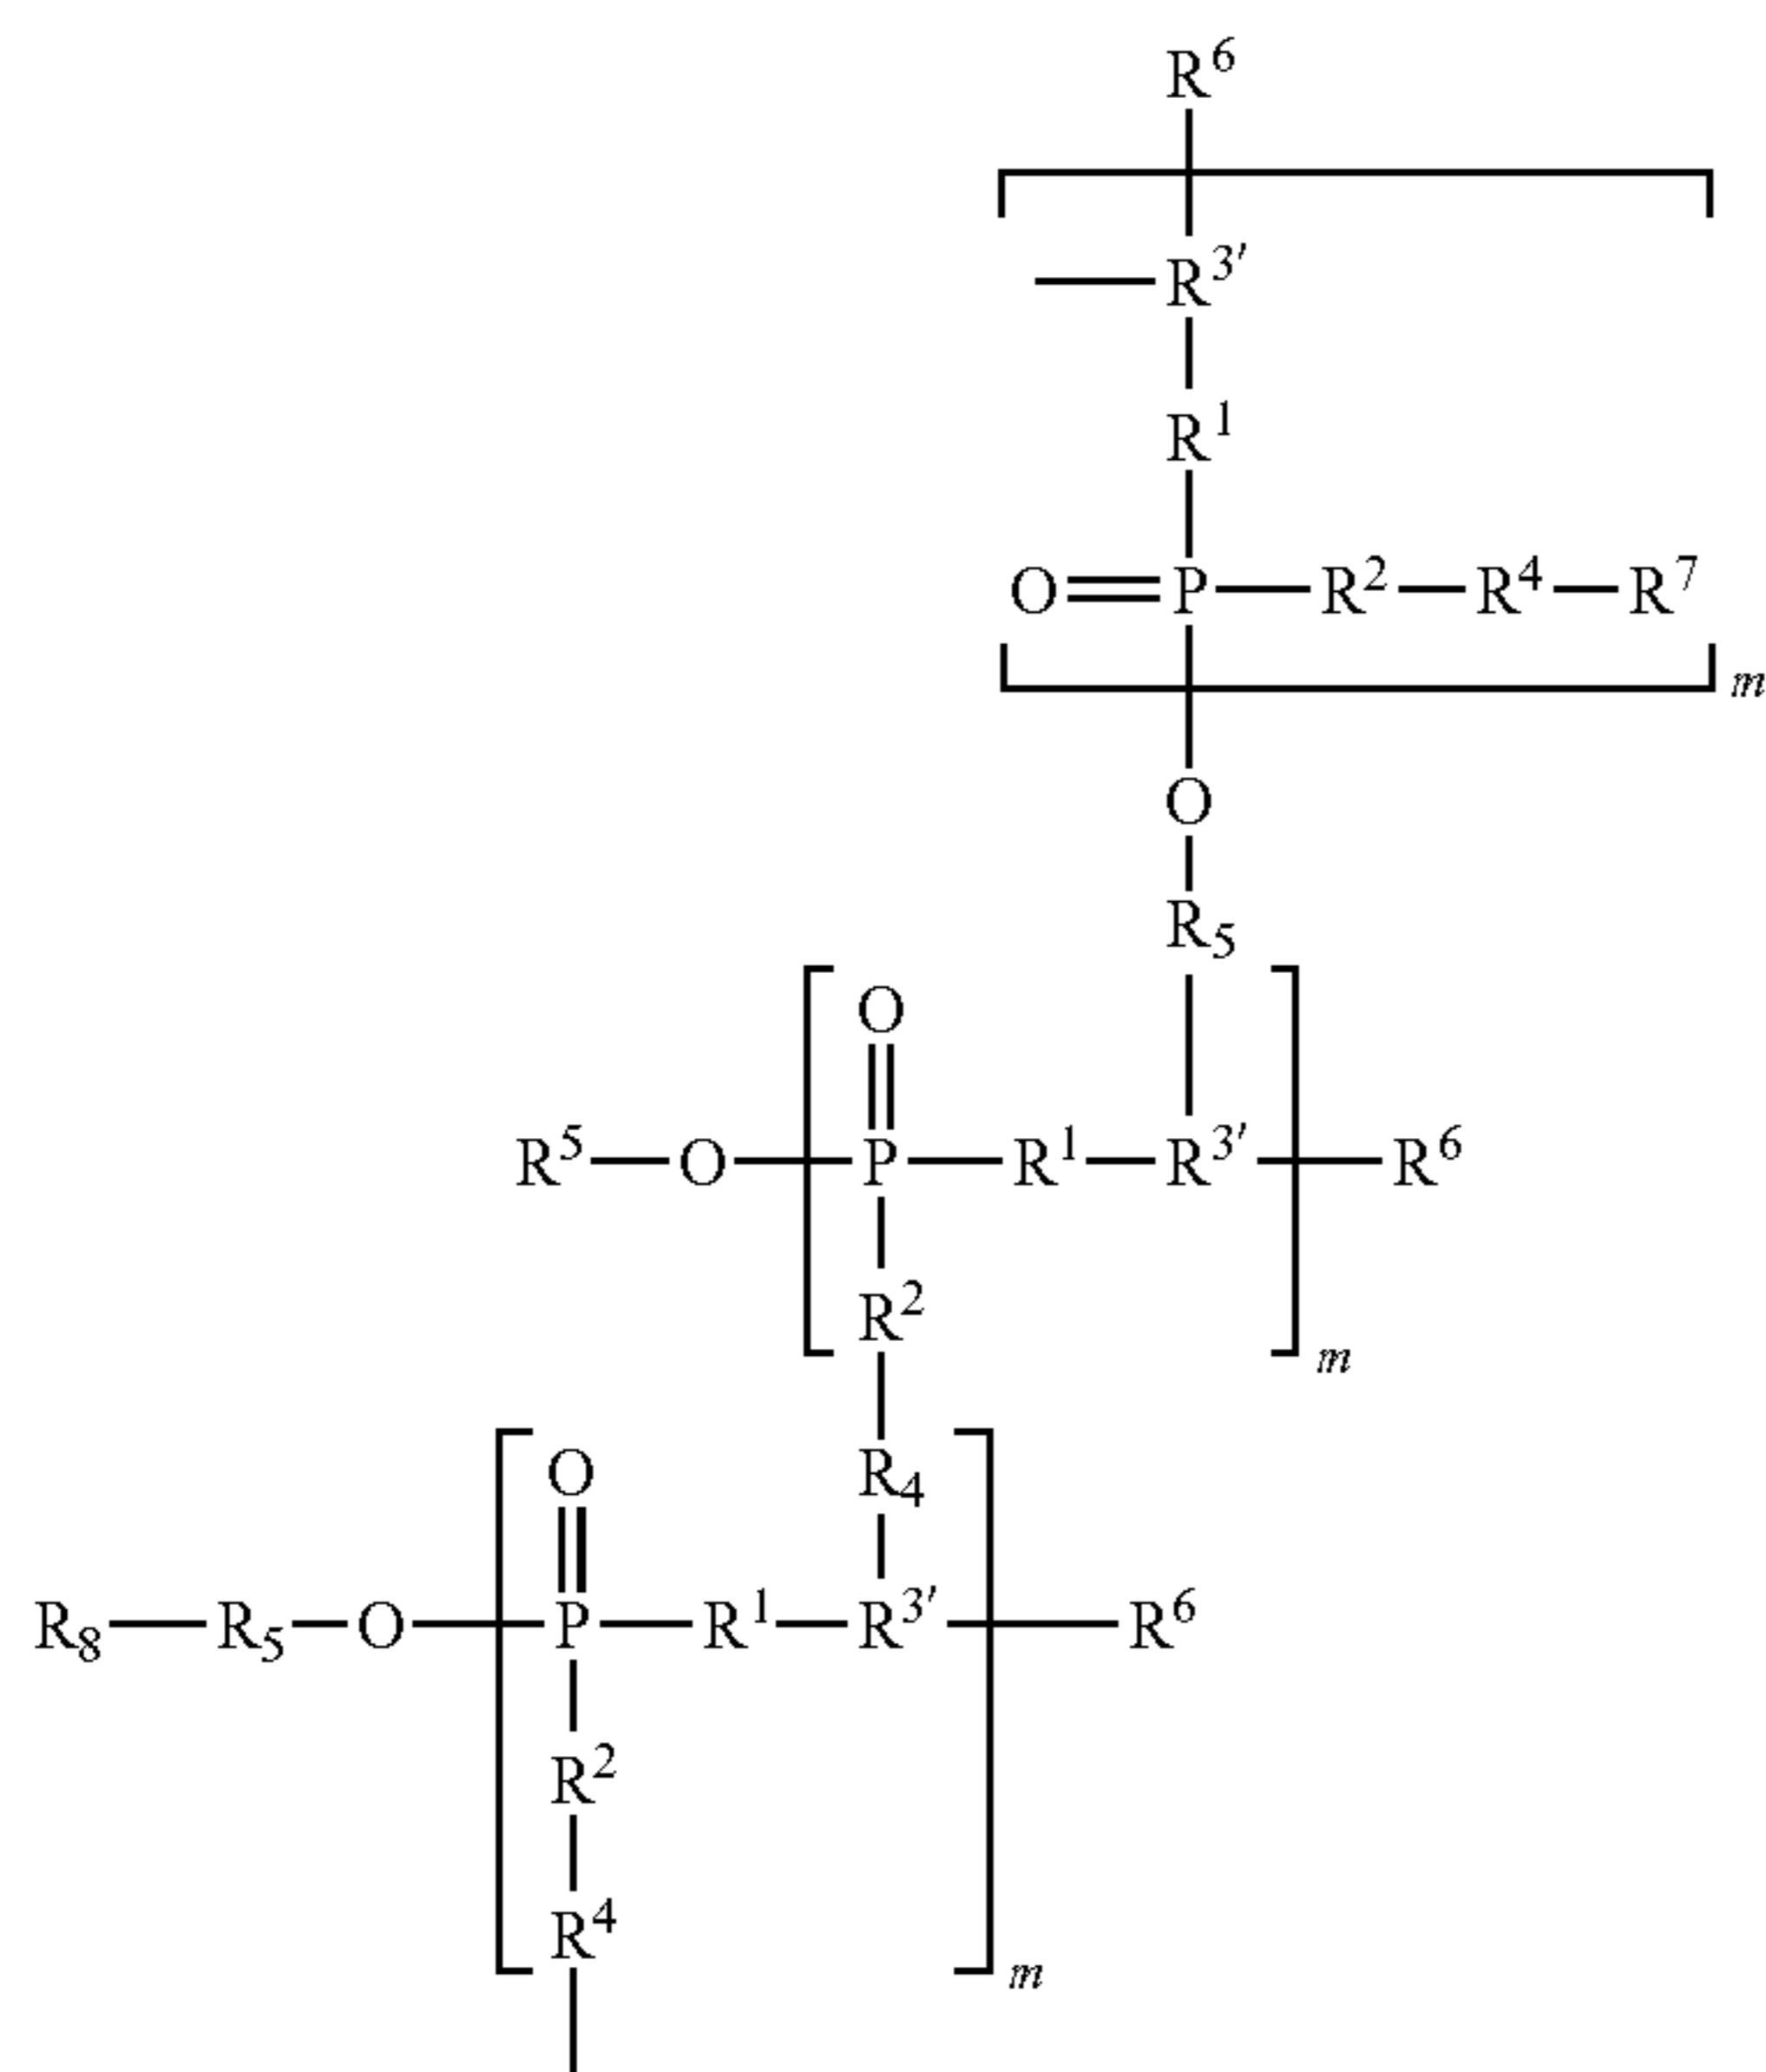 R⁶
R³′
R¹
O P R² R⁴ R⁷
m
O
R₅
O
R⁵ O P R¹ R³′ R⁶
R²
m
O R₄
R₈ R₅ O P R¹ R³′ R⁶
R²
R⁴
m